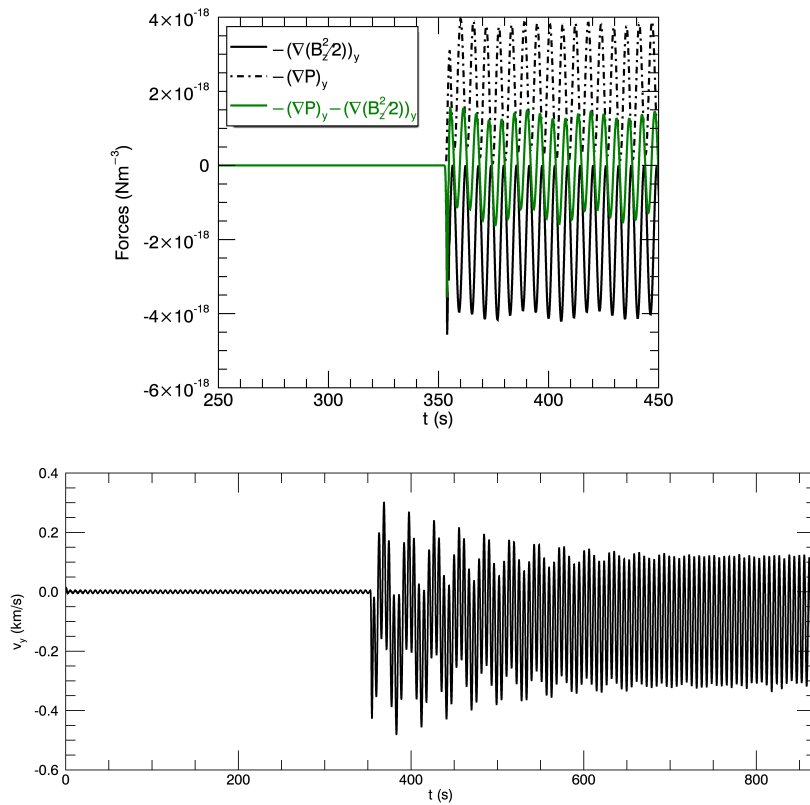 4×10⁻¹⁸
2×10⁻¹⁸
0
-2×10⁻¹⁸
-4×10⁻¹⁸
-6×10⁻¹⁸
Forces (Nm⁻³)
−(∇(B_z²/2))_y
−(∇P)_y
−(∇P)_y−(∇(B_z²/2))_y
250 300 350 400 450
t (s)
0.4
0.2
0.0
-0.2
-0.4
-0.6
v_y (km/s)
0 200 400 600 800
t (s)